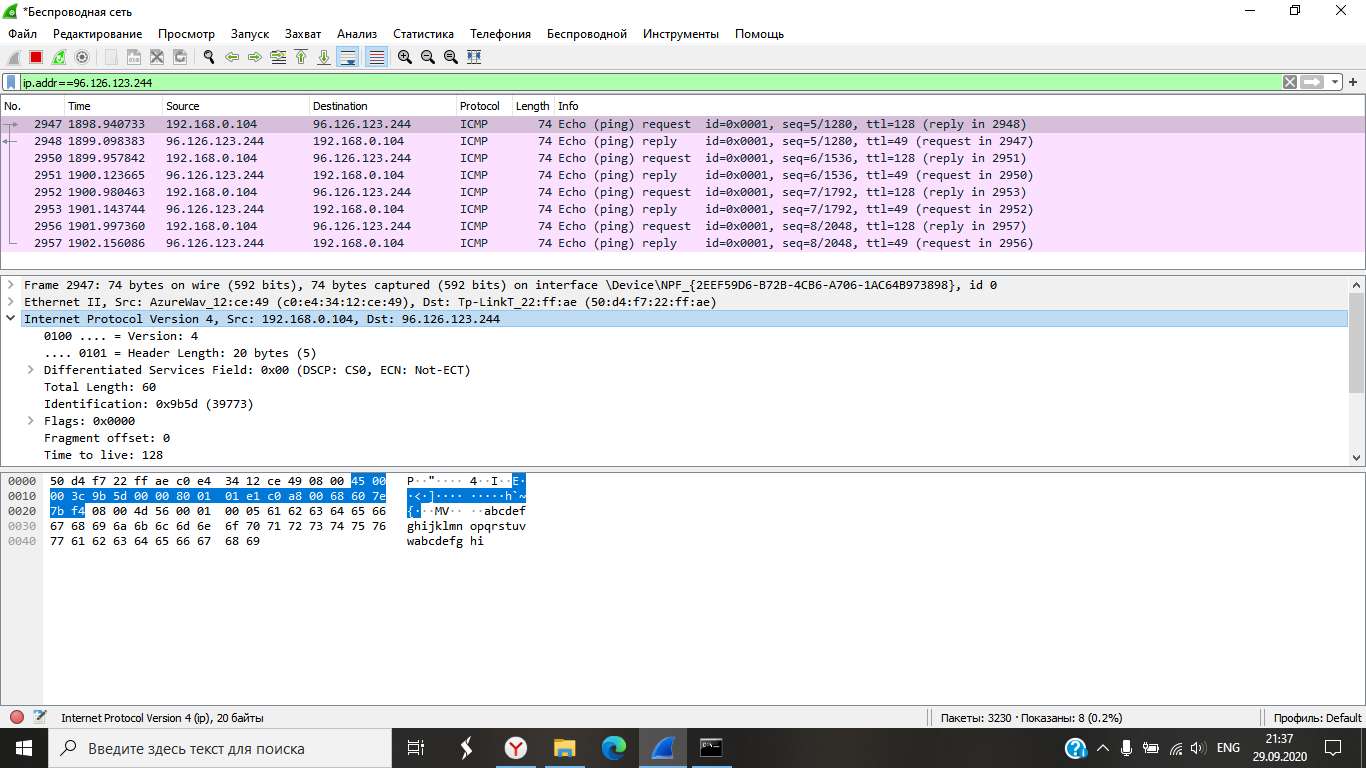 *Беспроводная сеть
Файл Редактирование Просмотр Запуск Захват Анализ Статистика Телефония Беспроводной Инструменты Помощь
ip.addr==96.126.123.244
No. Time Source Destination Protocol Length Info
2947 1898.940733 192.168.0.104 96.126.123.244 ICMP 74 Echo (ping) request id=0x0001, seq=5/1280, ttl=128 (reply in 2948)
2948 1899.098383 96.126.123.244 192.168.0.104 ICMP 74 Echo (ping) reply id=0x0001, seq=5/1280, ttl=49 (request in 2947)
2950 1899.957842 192.168.0.104 96.126.123.244 ICMP 74 Echo (ping) request id=0x0001, seq=6/1536, ttl=128 (reply in 2951)
2951 1900.123665 96.126.123.244 192.168.0.104 ICMP 74 Echo (ping) reply id=0x0001, seq=6/1536, ttl=49 (request in 2950)
2952 1900.980463 192.168.0.104 96.126.123.244 ICMP 74 Echo (ping) request id=0x0001, seq=7/1792, ttl=128 (reply in 2953)
2953 1901.143744 96.126.123.244 192.168.0.104 ICMP 74 Echo (ping) reply id=0x0001, seq=7/1792, ttl=49 (request in 2952)
2956 1901.997360 192.168.0.104 96.126.123.244 ICMP 74 Echo (ping) request id=0x0001, seq=8/2048, ttl=128 (reply in 2957)
2957 1902.156086 96.126.123.244 192.168.0.104 ICMP 74 Echo (ping) reply id=0x0001, seq=8/2048, ttl=49 (request in 2956)
Frame 2947: 74 bytes on wire (592 bits), 74 bytes captured (592 bits) on interface \Device\NPF_{2EEF59D6-B72B-4CB6-A706-1AC64B973898}, id 0
Ethernet II, Src: AzureWav_12:ce:49 (c0:e4:34:12:ce:49), Dst: Tp-LinkT_22:ff:ae (50:d4:f7:22:ff:ae)
Internet Protocol Version 4, Src: 192.168.0.104, Dst: 96.126.123.244
0100 .... = Version: 4
.... 0101 = Header Length: 20 bytes (5)
Differentiated Services Field: 0x00 (DSCP: CS0, ECN: Not-ECT)
Total Length: 60
Identification: 0x9b5d (39773)
Flags: 0x0000
Fragment offset: 0
Time to live: 128
0000 50 d4 f7 22 ff ae c0 e4 34 12 ce 49 08 00 45 00 P··"···· 4··I··E·
0010 00 3c 9b 5d 00 00 80 01 01 e1 c0 a8 00 68 60 7e ·<·]···· ·····h`~
0020 7b f4 08 00 4d 56 00 01 00 05 61 62 63 64 65 66 {···MV·· ··abcdef
0030 67 68 69 6a 6b 6c 6d 6e 6f 70 71 72 73 74 75 76 ghijklmn opqrstuv
0040 77 61 62 63 64 65 66 67 68 69 wabcdefg hi
Internet Protocol Version 4 (ip), 20 байты Пакеты: 3230 · Показаны: 8 (0.2%) Профиль: Default
Введите здесь текст для поиска
ENG
21:37
29.09.2020